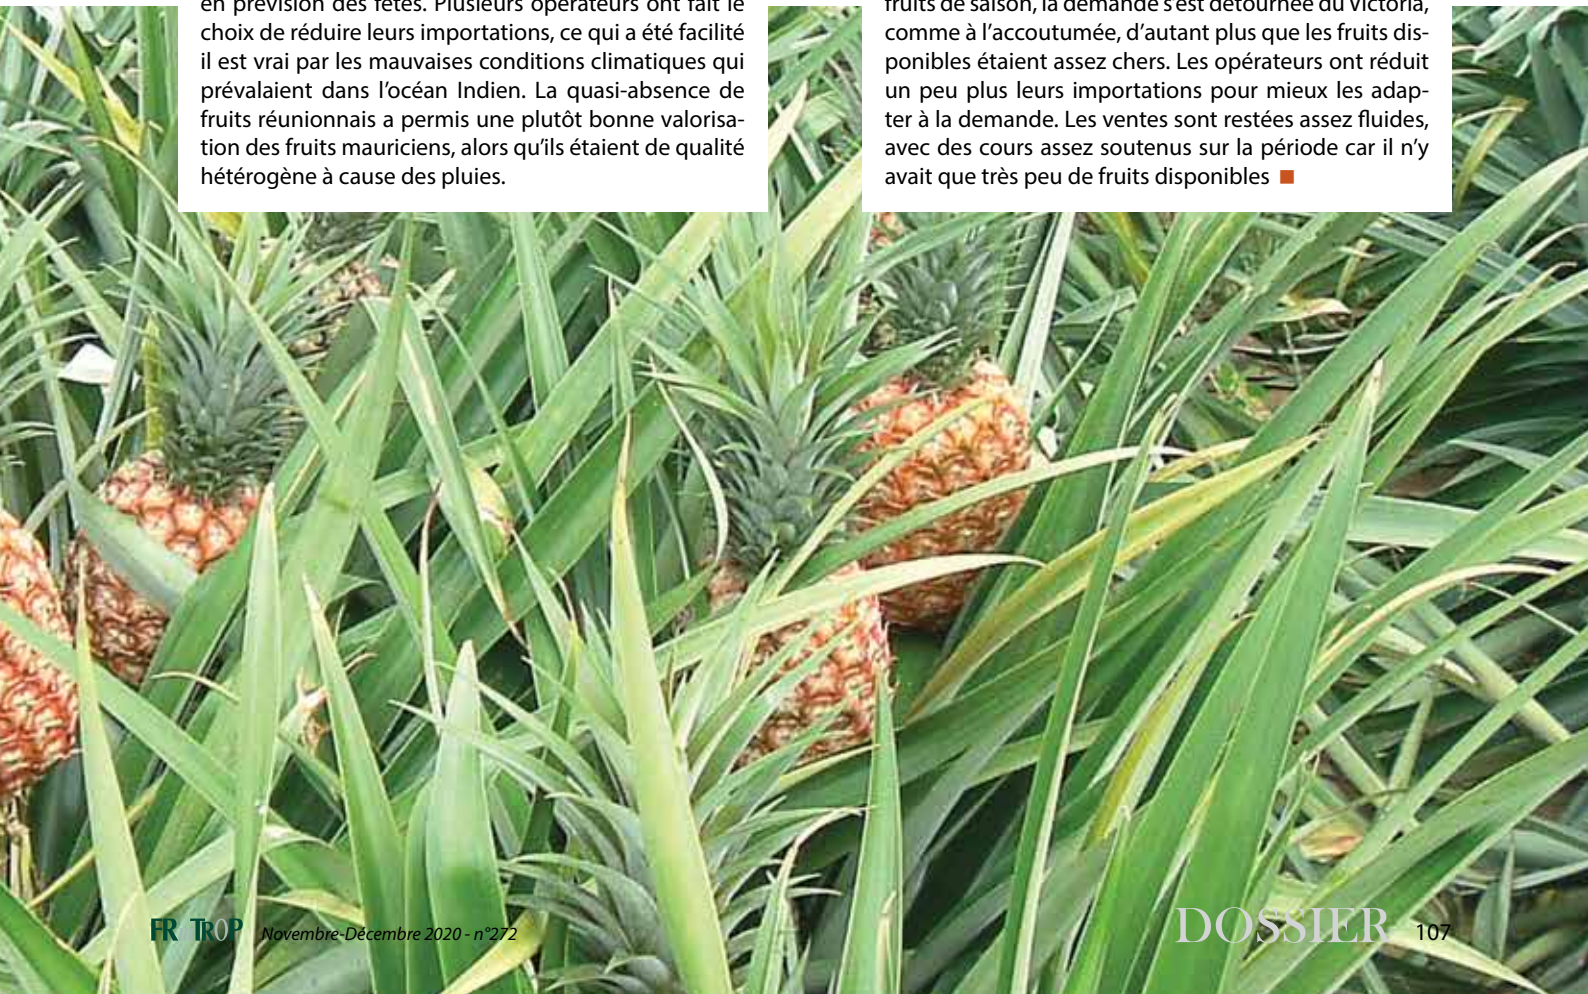 en prévision des fêtes. Plusieurs opérateurs ont fait le
choix de réduire leurs importations, ce qui a été facilité
il est vrai par les mauvaises conditions climatiques qui
prévalaient dans l’océan Indien. La quasi-absence de
fruits réunionnais a permis une plutôt bonne valorisa-
tion des fruits mauriciens, alors qu’ils étaient de qualité
hétérogène à cause des pluies.
fruits de saison, la demande s’est détournée du Victoria,
comme à l’accoutumée, d’autant plus que les fruits dis-
ponibles étaient assez chers. Les opérateurs ont réduit
un peu plus leurs importations pour mieux les adap-
ter à la demande. Les ventes sont restées assez fluides,
avec des cours assez soutenus sur la période car il n’y
avait que très peu de fruits disponibles
FR TROP Novembre-Décembre 2020 - n°272
DOSSIER 107